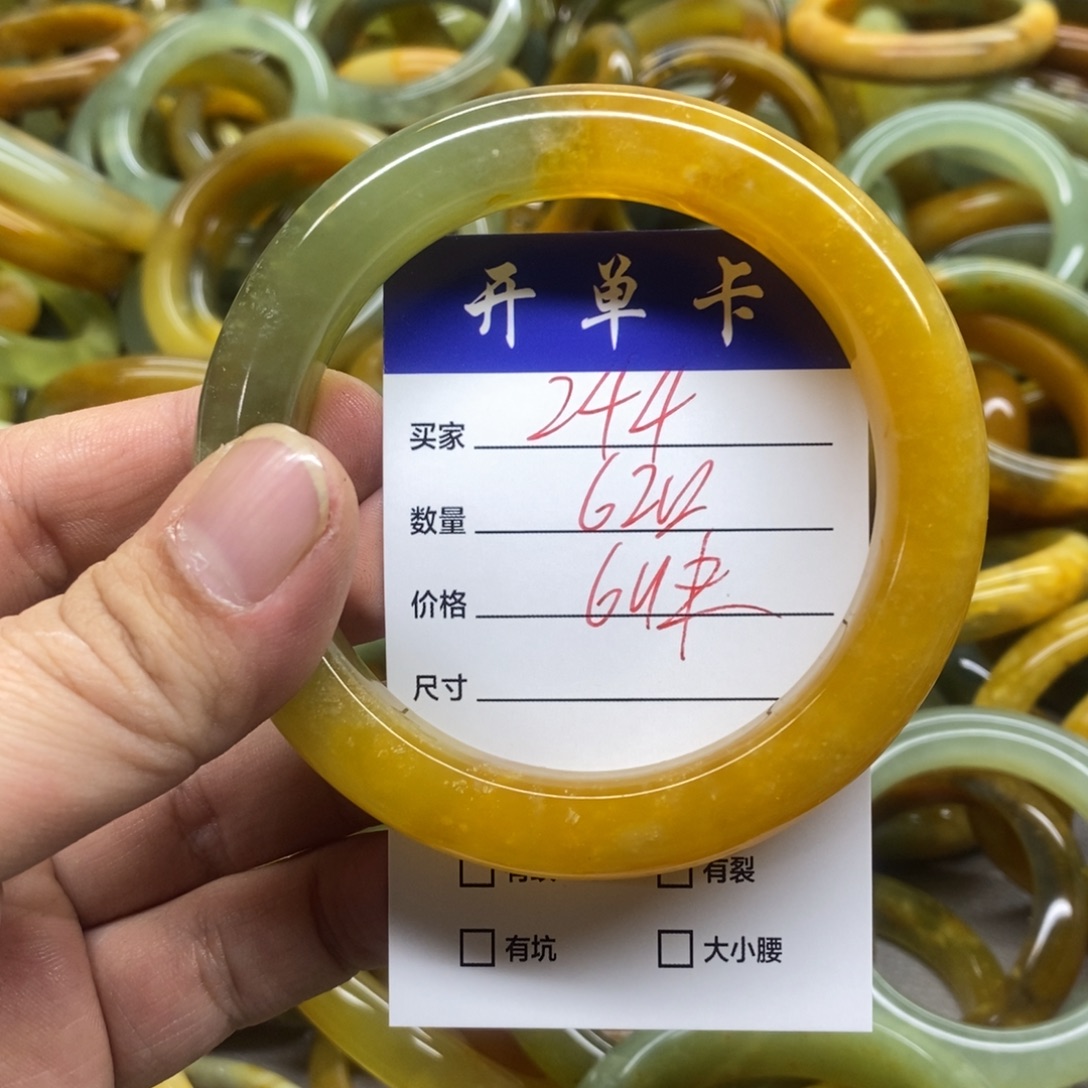 开单卡
买家 244
数量
价格 64
尺寸
有裂
有坑
大小腰